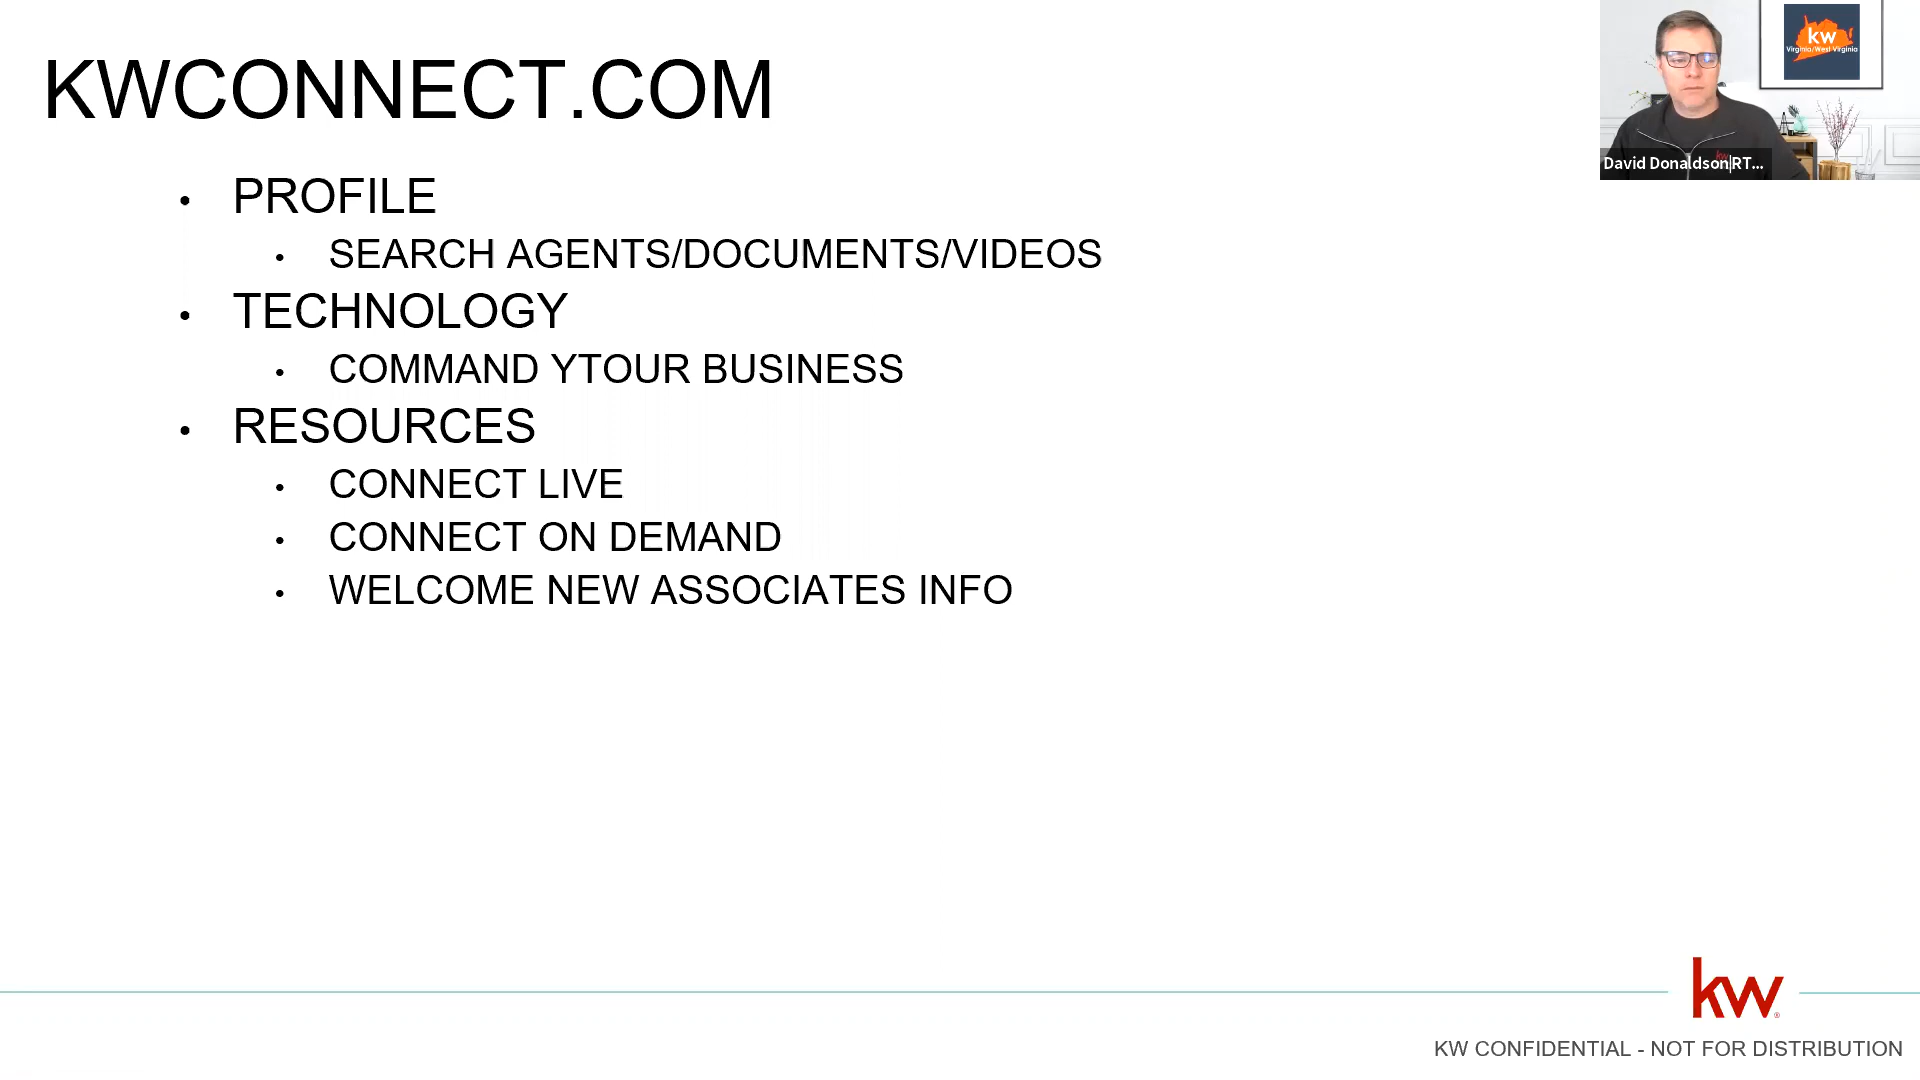 KWCONNECT.COM
• PROFILE
• SEARCH AGENTS/DOCUMENTS/VIDEOS
• TECHNOLOGY
• COMMAND YTOUR BUSINESS
• RESOURCES
• CONNECT LIVE
• CONNECT ON DEMAND
• WELCOME NEW ASSOCIATES INFO
kw
Virginia/West Virginia
David Donaldson|RT...
kw
KW CONFIDENTIAL - NOT FOR DISTRIBUTION